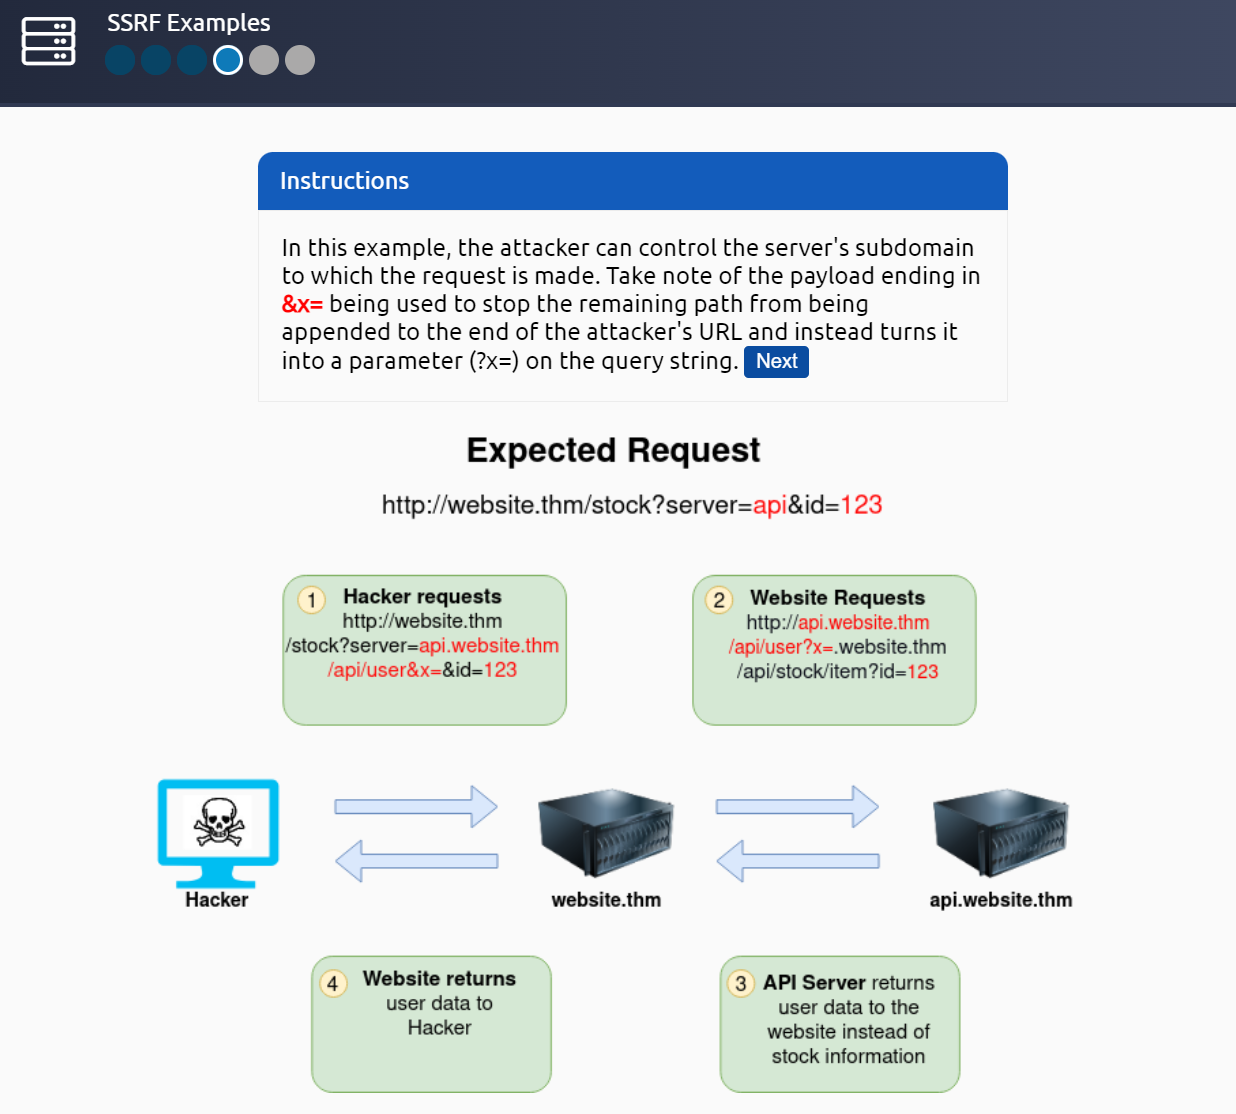 SSRF Examples
Instructions
In this example, the attacker can control the server's subdomain
to which the request is made. Take note of the payload ending in
&x= being used to stop the remaining path from being
appended to the end of the attacker's URL and instead turns it
into a parameter (?x=) on the query string. Next
Expected Request
http://website.thm/stock?server=api&id=123
1 Hacker requests
http://website.thm
/stock?server=api.website.thm
/api/user&x=&id=123
2 Website Requests
http://api.website.thm
/api/user?x=.website.thm
/api/stock/item?id=123
Hacker
website.thm
api.website.thm
4 Website returns
user data to
Hacker
3 API Server returns
user data to the
website instead of
stock information